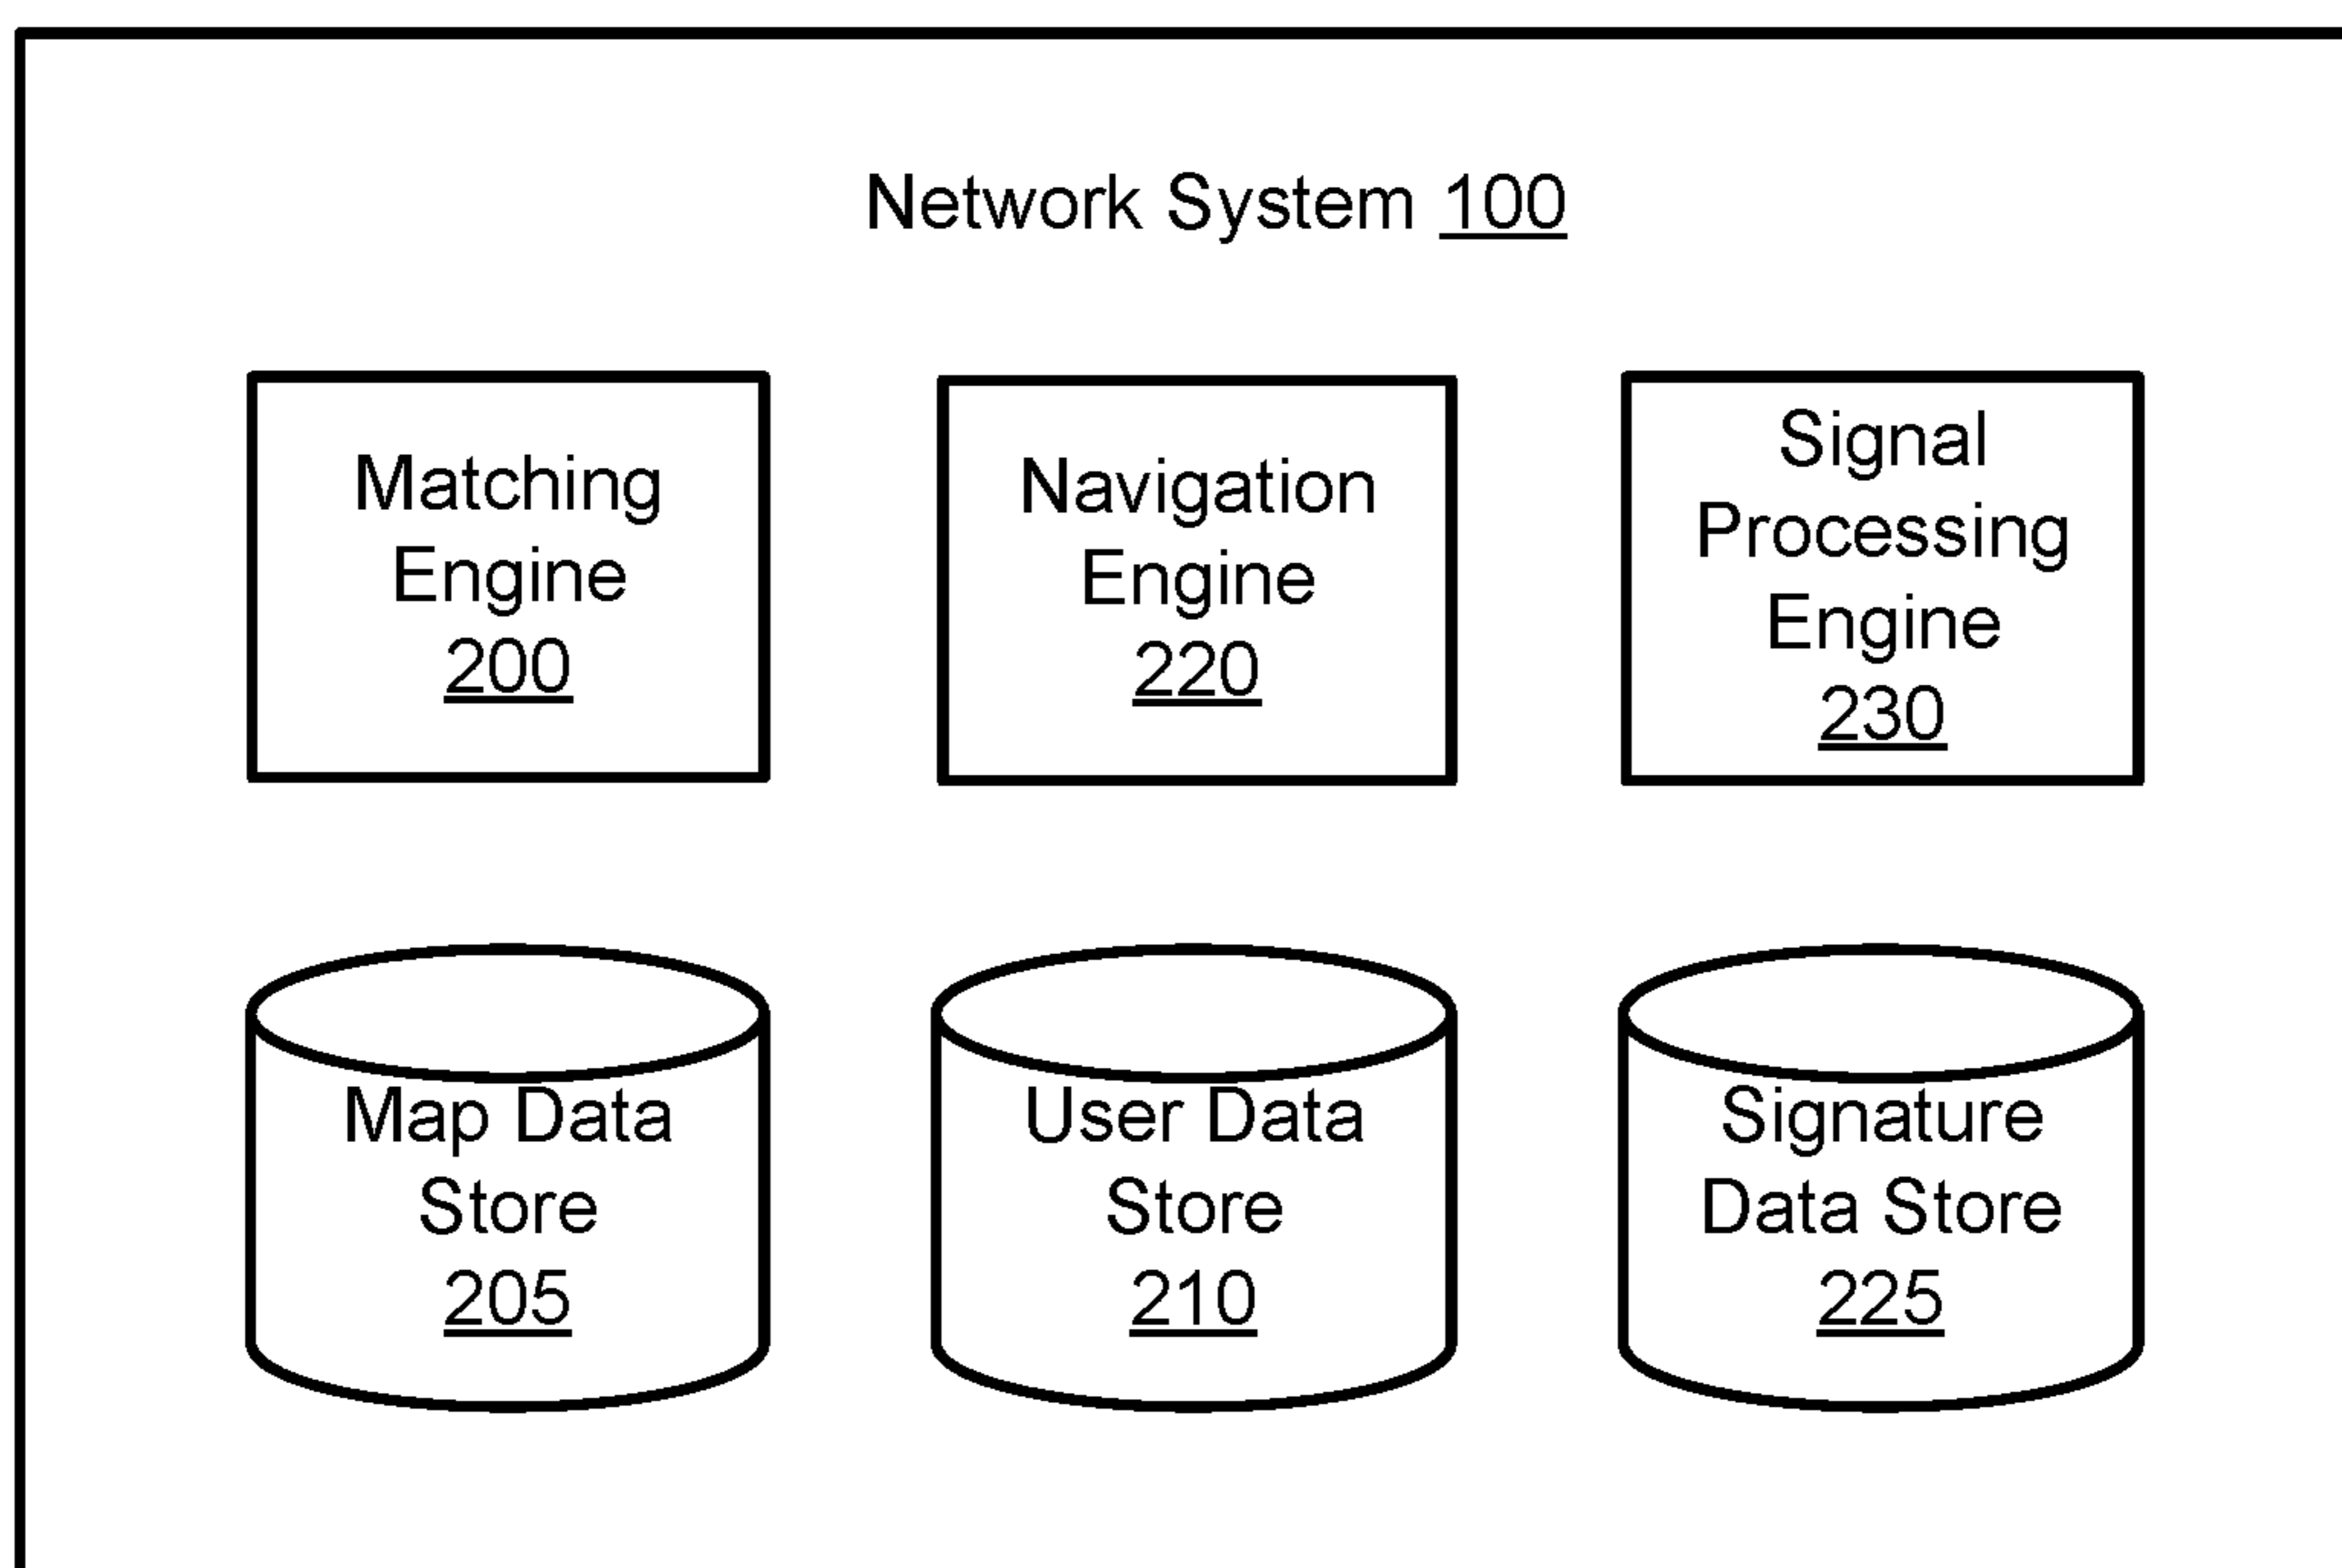 Network System 100
Matching
Engine
200
Navigation
Engine
220
Signal
Processing
Engine
230
Map Data
Store
205
User Data
Store
210
Signature
Data Store
225